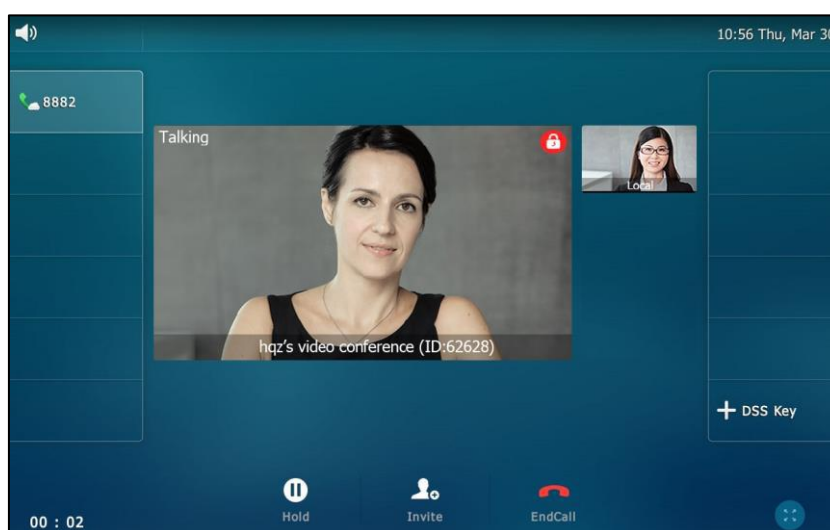 10:56 Thu, Mar 30
8882
Talking
Local
hqz's video conference (ID:62628)
DSS Key
Hold
Invite
EndCall
00 : 02